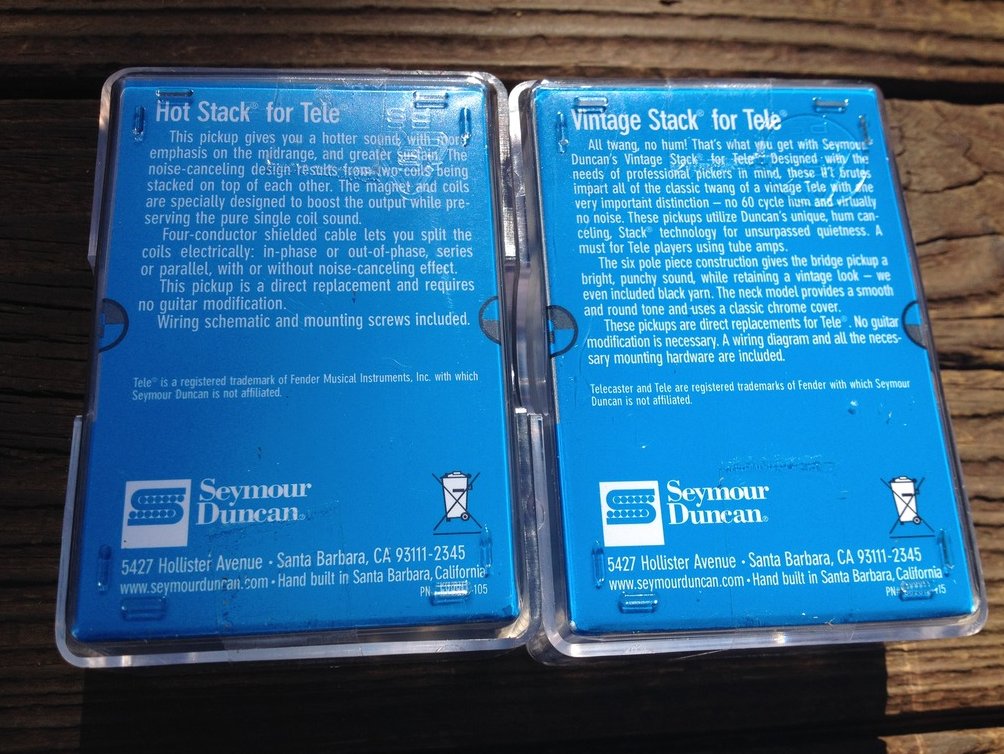 Hot Stack® for Tele®
This pickup gives you a hotter sound, with more
emphasis on the midrange, and greater sustain. The
noise-canceling design results from two coils being
stacked on top of each other. The magnet and coils
are specially designed to boost the output while pre-
serving the pure single coil sound.
Four-conductor shielded cable lets you split the
coils electrically: in-phase or out-of-phase, series
or parallel, with or without noise-canceling effect.
This pickup is a direct replacement and requires
no guitar modification.
Wiring schematic and mounting screws included.
Tele® is a registered trademark of Fender Musical Instruments, Inc. with which
Seymour Duncan is not affiliated.
Seymour
Duncan®
5427 Hollister Avenue • Santa Barbara, CA 93111-2345
www.seymourduncan.com • Hand built in Santa Barbara, California
PN -105
Vintage Stack® for Tele®
All twang, no hum! That's what you get with Seymour
Duncan's Vintage Stack® for Tele®. Designed with the
needs of professional pickers in mind, these brutes
impart all of the classic twang of a vintage Tele with one
very important distinction – no 60 cycle hum and virtually
no noise. These pickups utilize Duncan's unique, hum can-
celing, Stack® technology for unsurpassed quietness. A
must for Tele players using tube amps.
The six pole piece construction gives the bridge pickup a
bright, punchy sound, while retaining a vintage look – we
even included black yarn. The neck model provides a smooth
and round tone and uses a classic chrome cover.
These pickups are direct replacements for Tele®. No guitar
modification is necessary. A wiring diagram and all the neces-
sary mounting hardware are included.
Telecaster and Tele are registered trademarks of Fender with which Seymour
Duncan is not affiliated.
Seymour
Duncan®
5427 Hollister Avenue • Santa Barbara, CA 93111-2345
www.seymourduncan.com • Hand built in Santa Barbara, California
PN -115